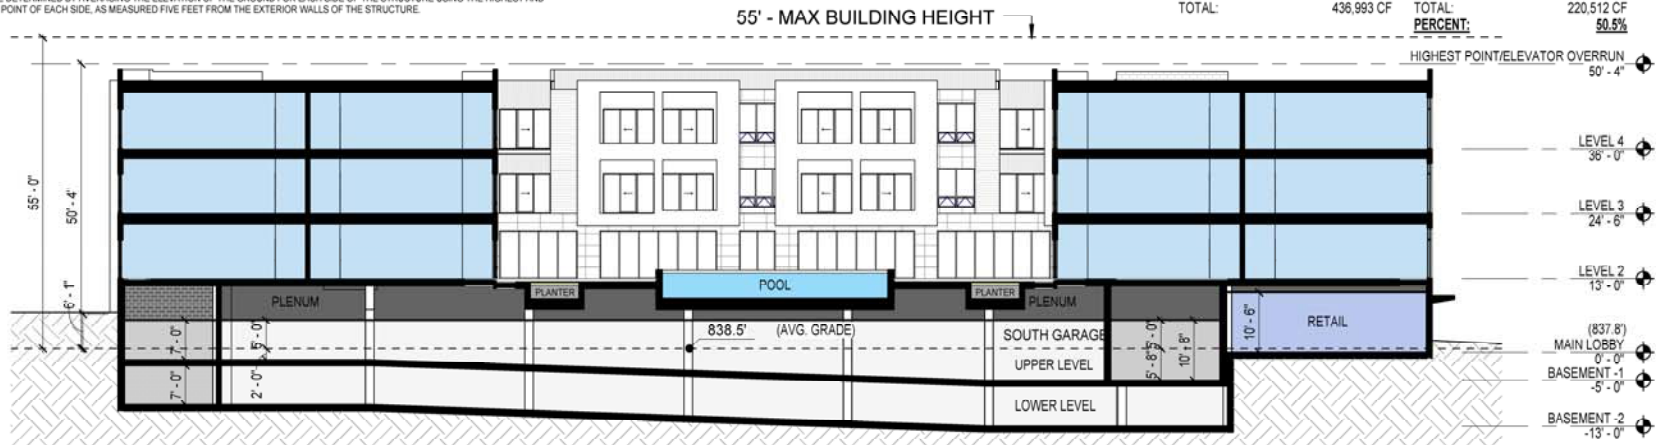 POINT OF EACH SIDE, AS MEASURED FIVE FEET FROM THE EXTERIOR WALLS OF THE STRUCTURE.
55' - MAX BUILDING HEIGHT
TOTAL: 436,993 CF TOTAL: 220,512 CF
PERCENT: 50.5%
HIGHEST POINT/ELEVATOR OVERRUN
50' - 4"
LEVEL 4
36' - 0"
LEVEL 3
24' - 6"
LEVEL 2
13' - 0"
(837.8')
MAIN LOBBY
0' - 0"
BASEMENT -1
-5' - 0"
BASEMENT -2
-13' - 0"
55' - 0"
50' - 4"
6' - 1"
PLENUM
PLANTER
POOL
PLANTER
PLENUM
RETAIL
10' - 6"
838.5' (AVG. GRADE)
SOUTH GARAGE
UPPER LEVEL
LOWER LEVEL
7' - 0"
5' - 0"
7' - 0"
2' - 0"
5' - 0"
5' - 8"
10' - 8"